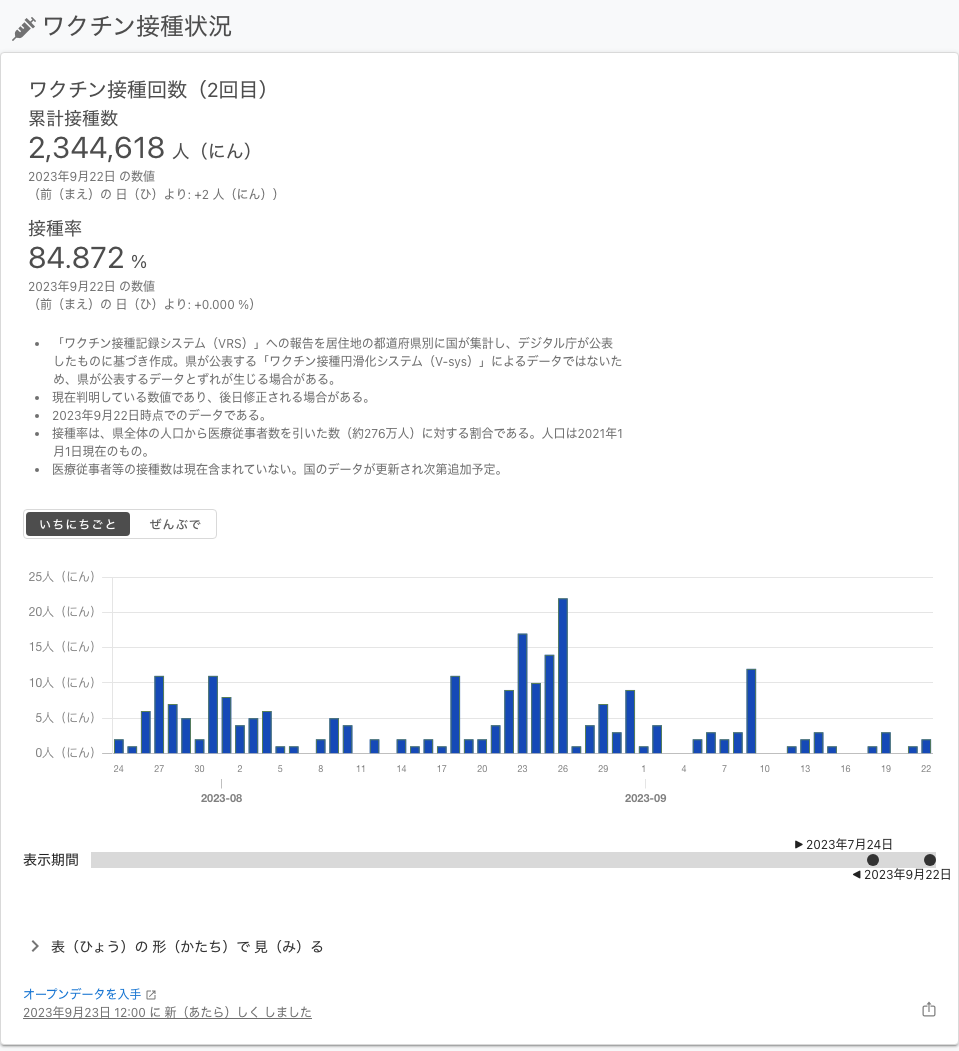 ワクチン接種状況
ワクチン接種回数（2回目）
累計接種数
2,344,618 人（にん）
2023年9月22日 の数値
（前（まえ）の 日（ひ）より: +2 人（にん））
接種率
84.872 %
2023年9月22日 の数値
（前（まえ）の 日（ひ）より: +0.000 %）
• 「ワクチン接種記録システム（VRS）」への報告を居住地の都道府県別に国が集計し、デジタル庁が公表
したものに基づき作成。県が公表する「ワクチン接種円滑化システム（V-sys）」によるデータではないた
め、県が公表するデータとずれが生じる場合がある。
• 現在判明している数値であり、後日修正される場合がある。
• 2023年9月22日時点でのデータである。
• 接種率は、県全体の人口から医療従事者数を引いた数（約276万人）に対する割合である。人口は2021年1
月1日現在のもの。
• 医療従事者等の接種数は現在含まれていない。国のデータが更新され次第追加予定。
いちにちごと ぜんぶで
25人（にん）
20人（にん）
15人（にん）
10人（にん）
5人（にん）
0人（にん）
24 27 30 2 5 8 11 14 17 20 23 26 29 1 4 7 10 13 16 19 22
2023-08 2023-09
▶ 2023年7月24日
表示期間
◀ 2023年9月22日
表（ひょう）の 形（かたち）で 見（み）る
オープンデータを入手
2023年9月23日 12:00 に 新（あたら）しく しました